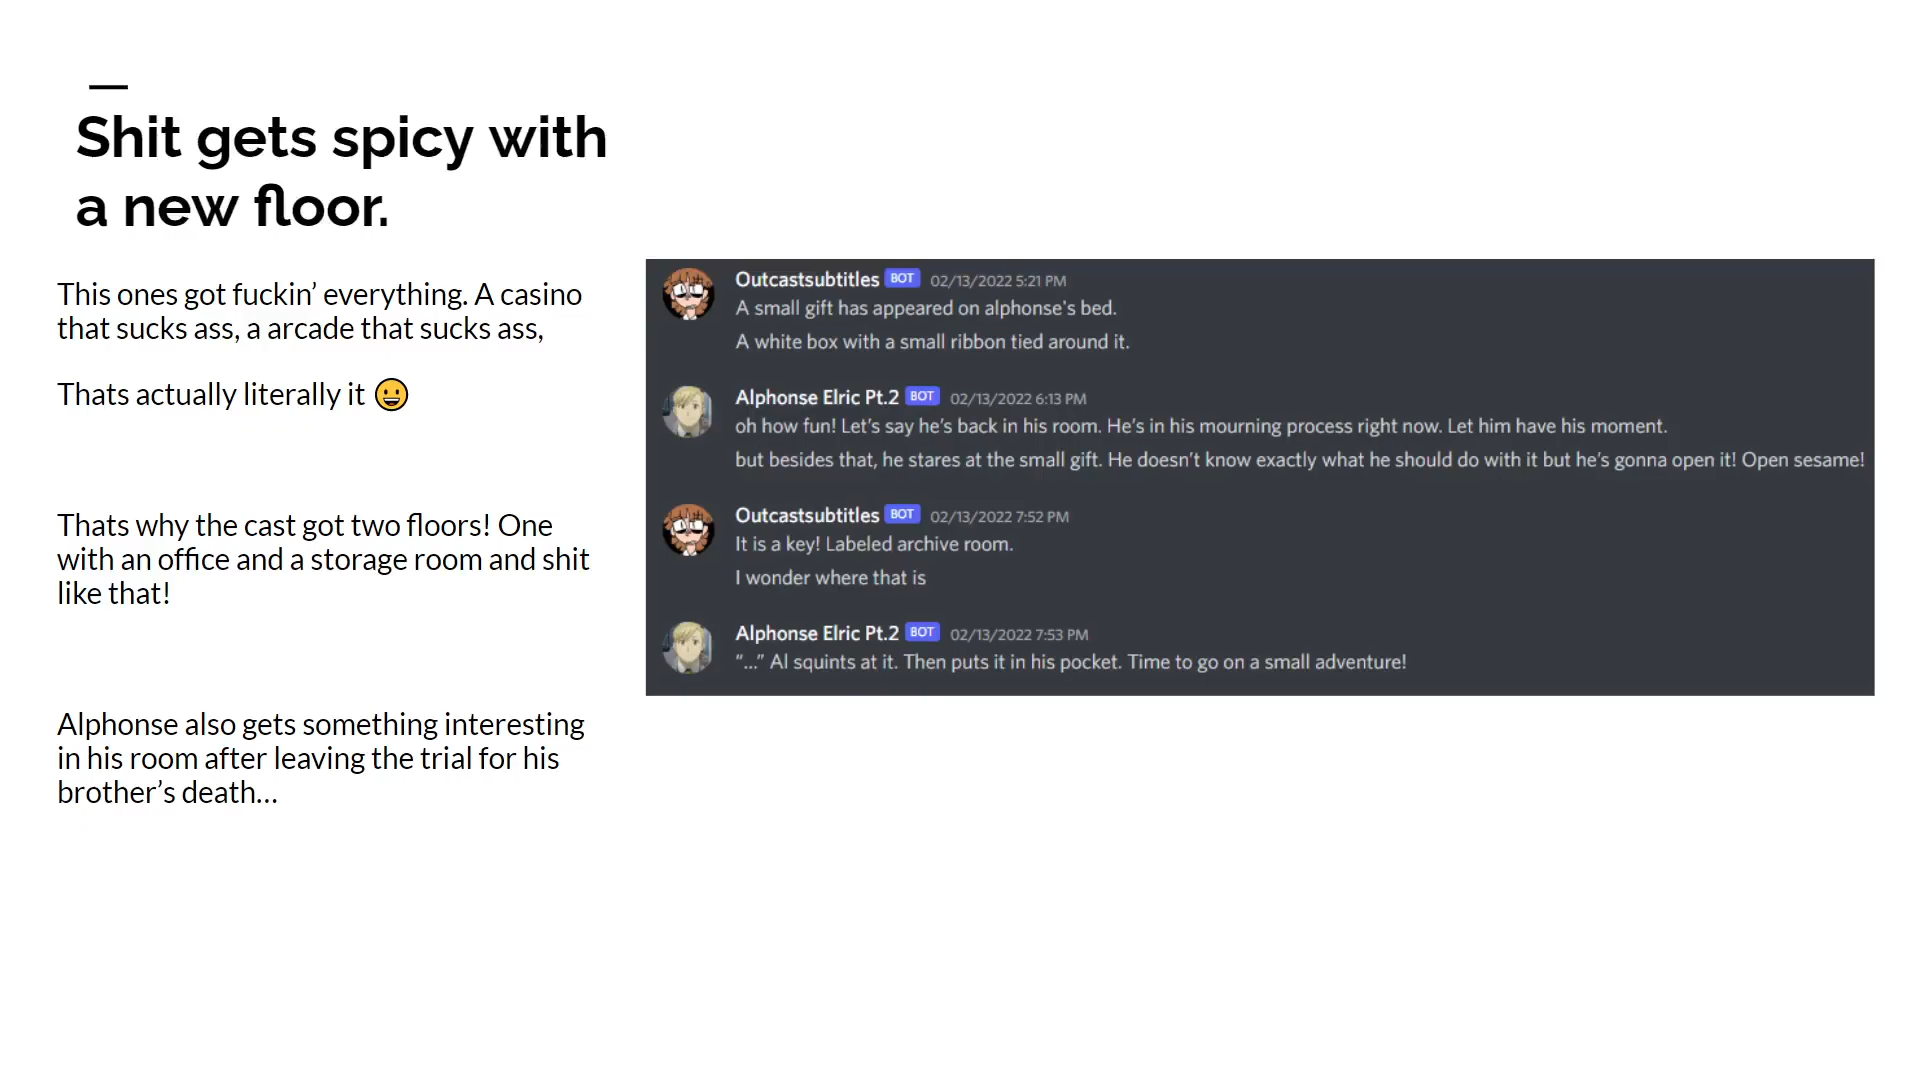 Shit gets spicy with
a new floor.
This ones got fuckin’ everything. A casino
that sucks ass, a arcade that sucks ass,
Thats actually literally it 😀
Thats why the cast got two floors! One
with an office and a storage room and shit
like that!
Alphonse also gets something interesting
in his room after leaving the trial for his
brother’s death…
Outcastsubtitles BOT 02/13/2022 5:21 PM
A small gift has appeared on alphonse's bed.
A white box with a small ribbon tied around it.
Alphonse Elric Pt.2 BOT 02/13/2022 6:13 PM
oh how fun! Let’s say he’s back in his room. He’s in his mourning process right now. Let him have his moment.
but besides that, he stares at the small gift. He doesn’t know exactly what he should do with it but he’s gonna open it! Open sesame!
Outcastsubtitles BOT 02/13/2022 7:52 PM
It is a key! Labeled archive room.
I wonder where that is
Alphonse Elric Pt.2 BOT 02/13/2022 7:53 PM
“…” Al squints at it. Then puts it in his pocket. Time to go on a small adventure!